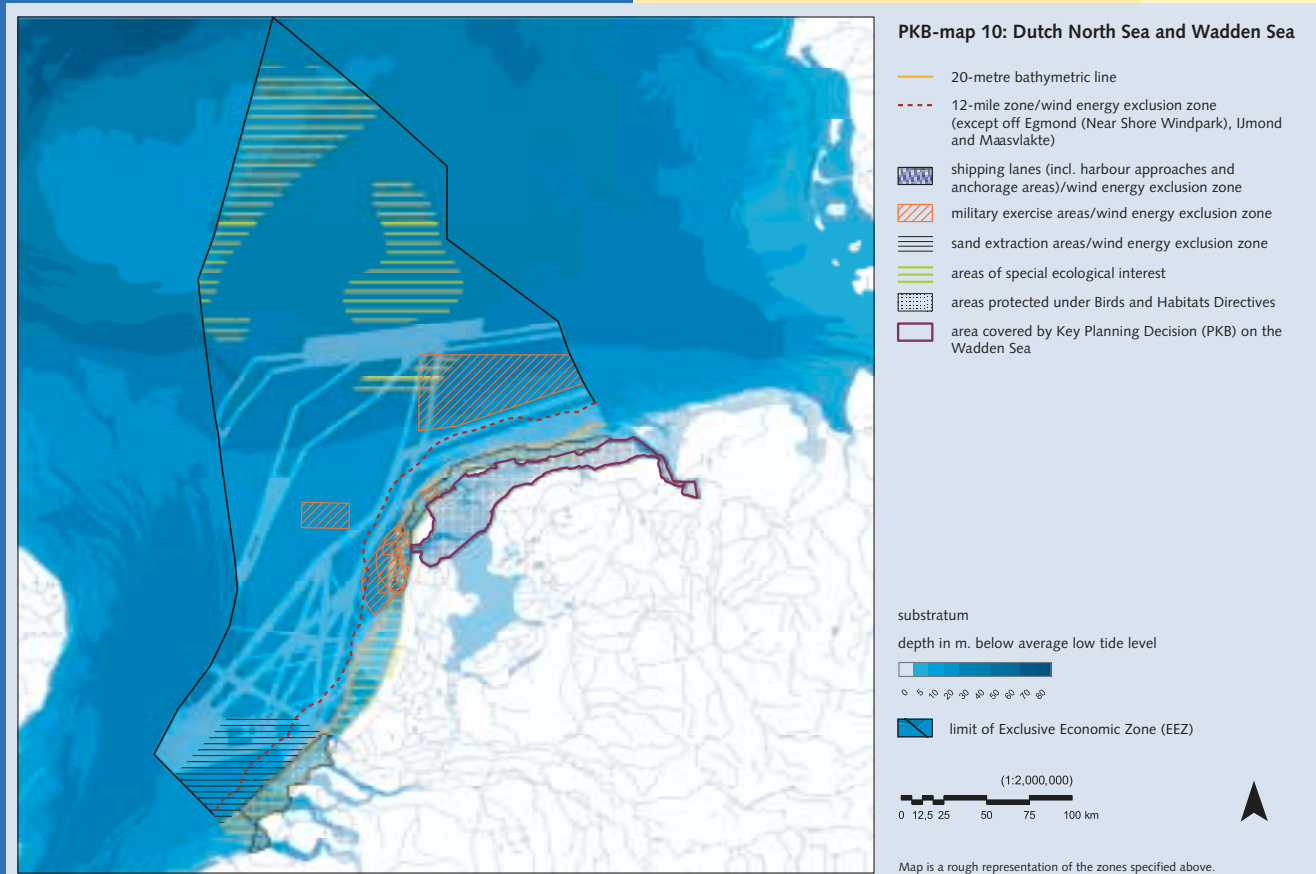 PKB-map 10: Dutch North Sea and Wadden Sea
20-metre bathymetric line
12-mile zone/wind energy exclusion zone
(except off Egmond (Near Shore Windpark), IJmond
and Maasvlakte)
shipping lanes (incl. harbour approaches and
anchorage areas)/wind energy exclusion zone
military exercise areas/wind energy exclusion zone
sand extraction areas/wind energy exclusion zone
areas of special ecological interest
areas protected under Birds and Habitats Directives
area covered by Key Planning Decision (PKB) on the
Wadden Sea
substratum
depth in m. below average low tide level
0 5 10 20 30 40 50 60 70 80
limit of Exclusive Economic Zone (EEZ)
(1:2,000,000)
0 12,5 25 50 75 100 km
Map is a rough representation of the zones specified above.